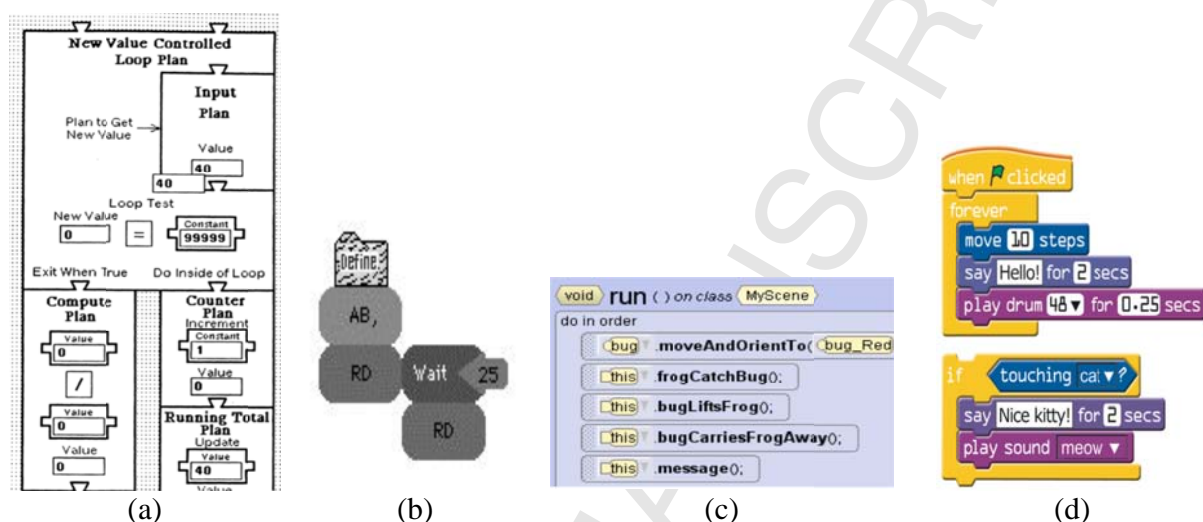 New Value Controlled
Loop Plan
Input
Plan
Plan to Get
New Value
Value
40
40
Loop Test
New Value
0
=
Constant
99999
Exit When True
Do Inside of Loop
Compute
Plan
Value
0
/
Value
0
Value
0
Counter
Plan
Increment
Constant
1
Value
0
Running Total
Plan
Update
Value
40
Value
(a)
Define
AB,
RD
Wait 25
RD
(b)
void run () on class MyScene
do in order
bug .moveAndOrientTo( bug_Red
this .frogCatchBug();
this .bugLiftsFrog();
this .bugCarriesFrogAway();
this .message();
(c)
when clicked
forever
move 10 steps
say Hello! for 2 secs
play drum 48 for 0.25 secs
if touching cat ?
say Nice kitty! for 2 secs
play sound meow
(d)